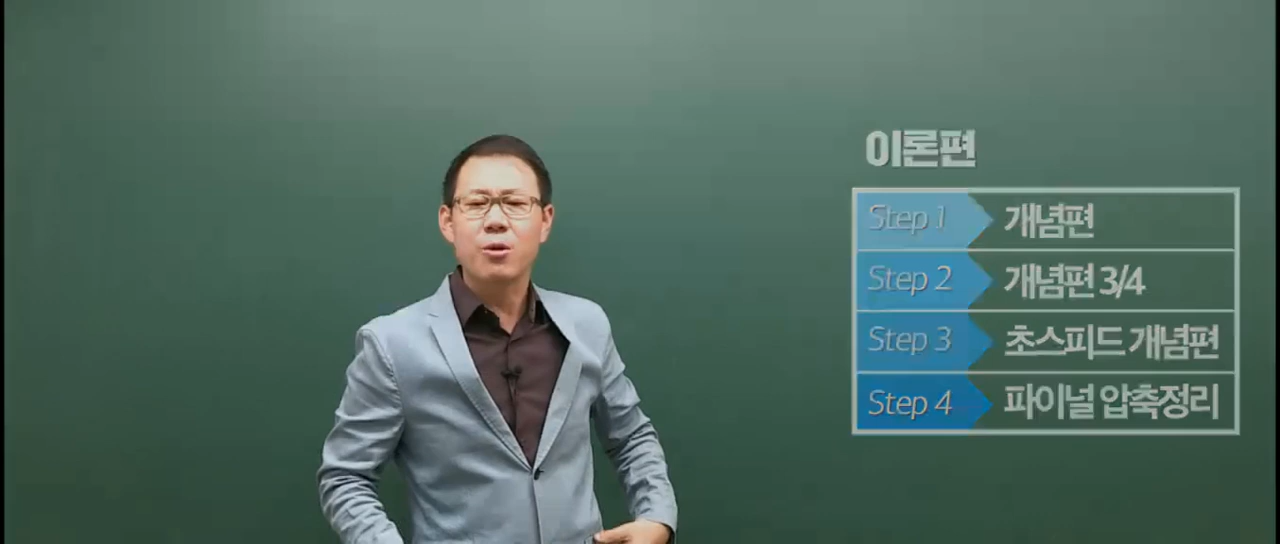 이론편
Step 1 개념편
Step 2 개념편 3/4
Step 3 초스피드 개념편
Step 4 파이널 압축정리